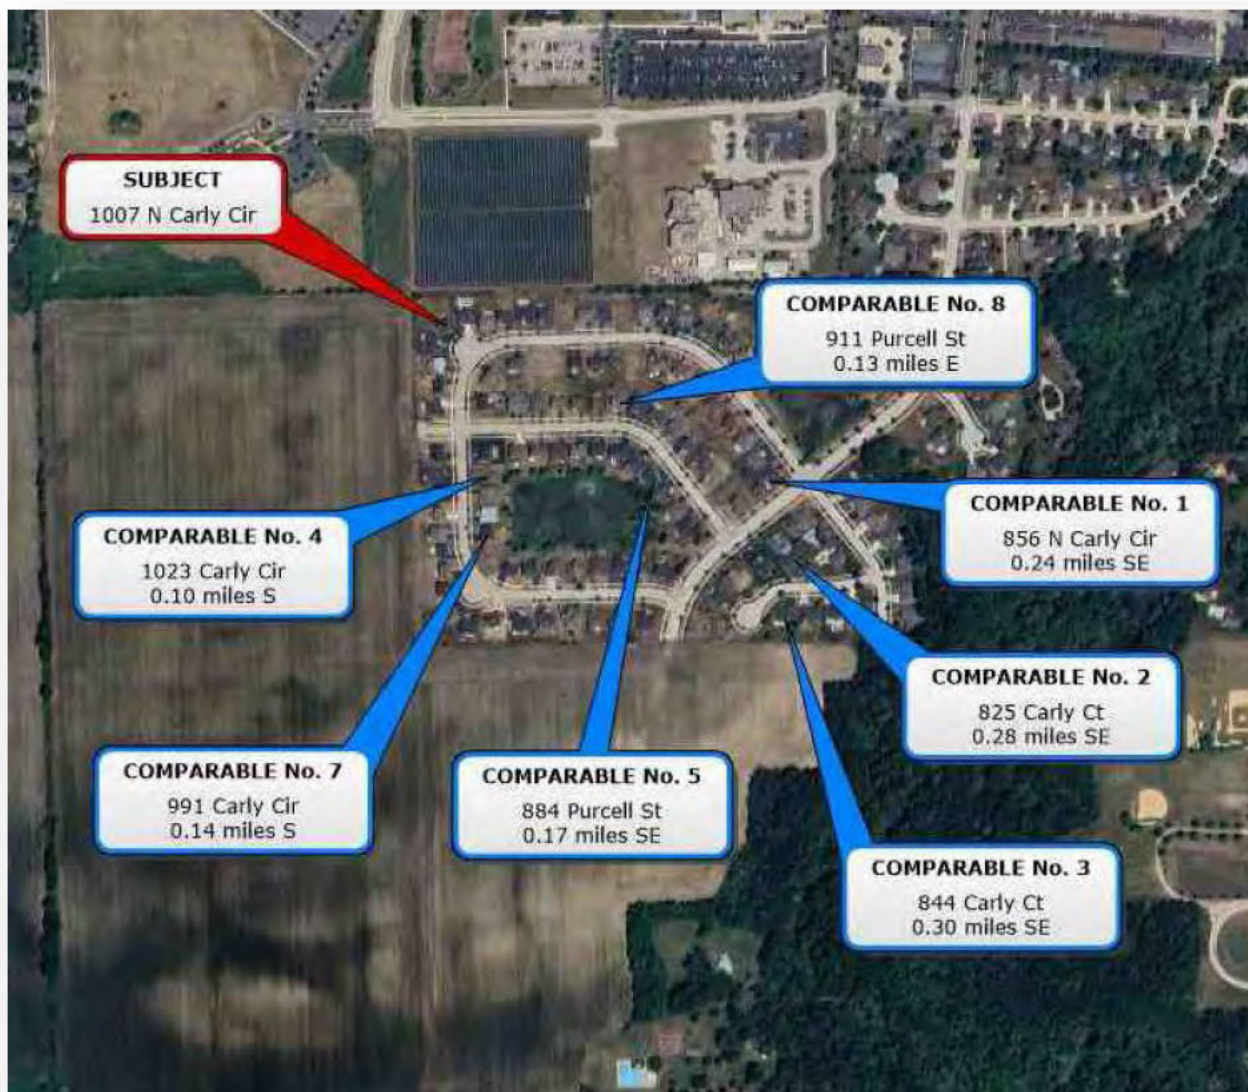 SUBJECT
1007 N Carly Cir
COMPARABLE No. 8
911 Purcell St
0.13 miles E
COMPARABLE No. 1
856 N Carly Cir
0.24 miles SE
COMPARABLE No. 4
1023 Carly Cir
0.10 miles S
COMPARABLE No. 2
825 Carly Ct
0.28 miles SE
COMPARABLE No. 7
991 Carly Cir
0.14 miles S
COMPARABLE No. 5
884 Purcell St
0.17 miles SE
COMPARABLE No. 3
844 Carly Ct
0.30 miles SE